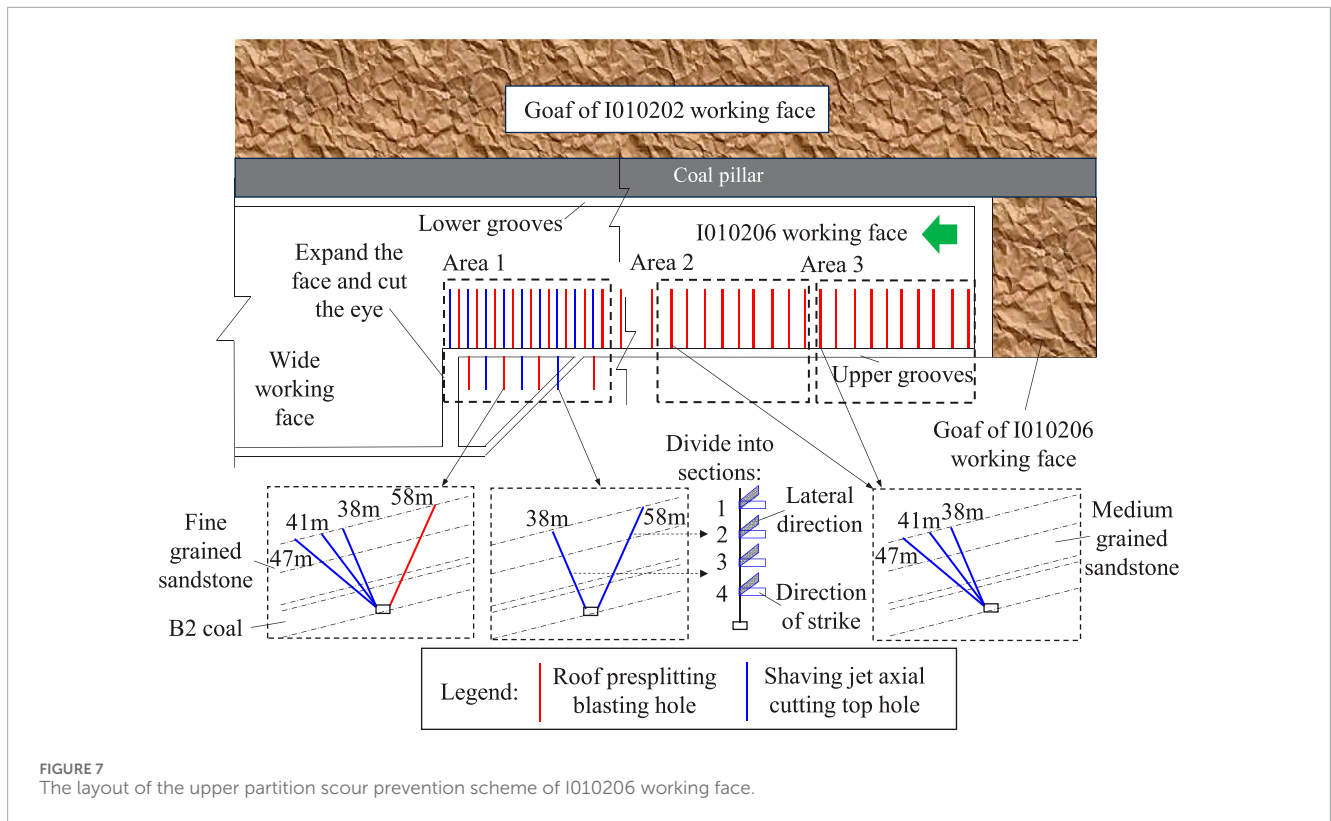 Goaf of I010202 working face
Coal pillar
Lower grooves
I010206 working face
Expand the
face and cut
the eye
Area 1
Area 2
Area 3
Wide
working
face
Upper grooves
Goaf of I010206
working face
Divide into
sections:
1
2
3
4
Lateral
direction
Direction
of strike
Fine
grained
sandstone
B2 coal
47m
41m
38m
58m
38m
58m
47m
41m
38m
Medium
grained
sandstone
Legend:
Roof presplitting
blasting hole
Shaving jet axial
cutting top hole
FIGURE 7
The layout of the upper partition scour prevention scheme of I010206 working face.